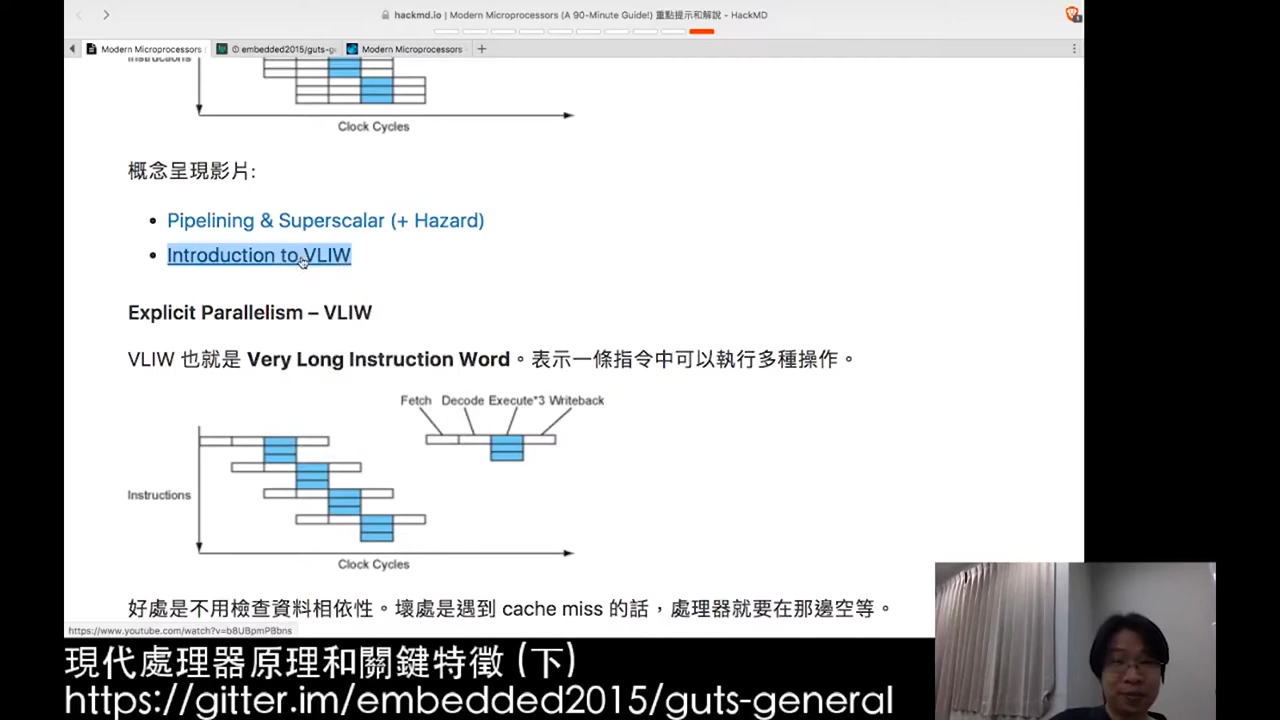 hackmd.io | Modern Microprocessors (A 90-Minute Guide!) 重點提示和解說 - HackMD
Modern Microprocessors
embedded2015/guts-g
Modern Microprocessors
Instructions
Clock Cycles
概念呈現影片:
Pipelining & Superscalar (+ Hazard)
Introduction to VLIW
Explicit Parallelism – VLIW
VLIW 也就是 Very Long Instruction Word。表示一條指令中可以執行多種操作。
Fetch Decode Execute*3 Writeback
Instructions
Clock Cycles
好處是不用檢查資料相依性。壞處是遇到 cache miss 的話，處理器就要在那邊空等。
https://www.youtube.com/watch?v=b8UBpmPBbns
現代處理器原理和關鍵特徵 (下)
https://gitter.im/embedded2015/guts-general